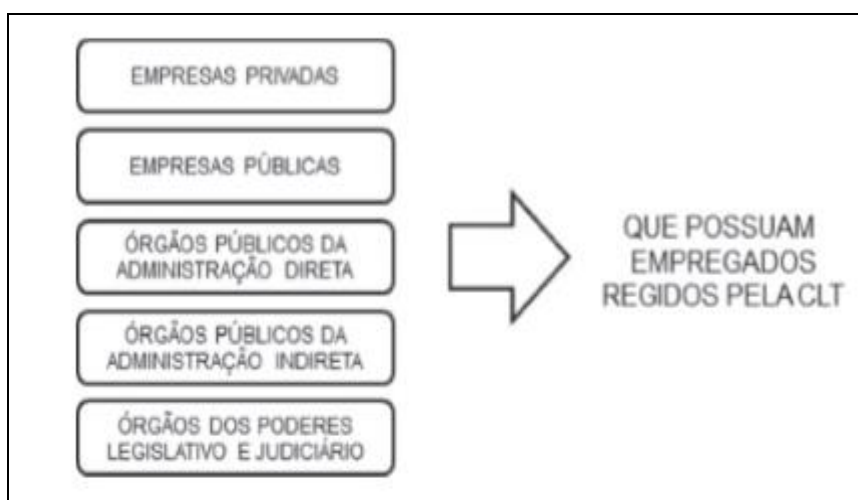 EMPRESAS PRIVADAS
EMPRESAS PÚBLICAS
ÓRGÃOS PÚBLICOS DA
ADMINISTRAÇÃO DIRETA
ÓRGÃOS PÚBLICOS DA
ADMINISTRAÇÃO INDIRETA
ÓRGÃOS DOS PODERES
LEGISLATIVO E JUDICIÁRIO
QUE POSSUAM
EMPREGADOS
REGIDOS PELA CLT